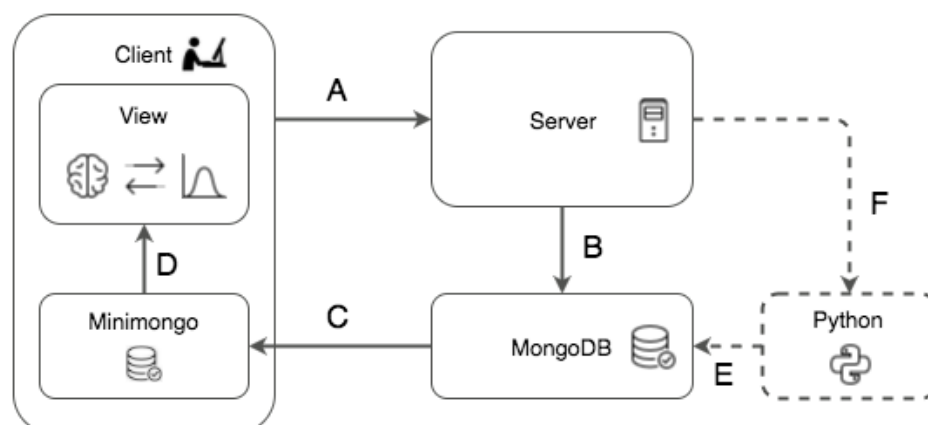 Client
View
A
Server
F
B
D
Minimongo
C
MongoDB
E
Python